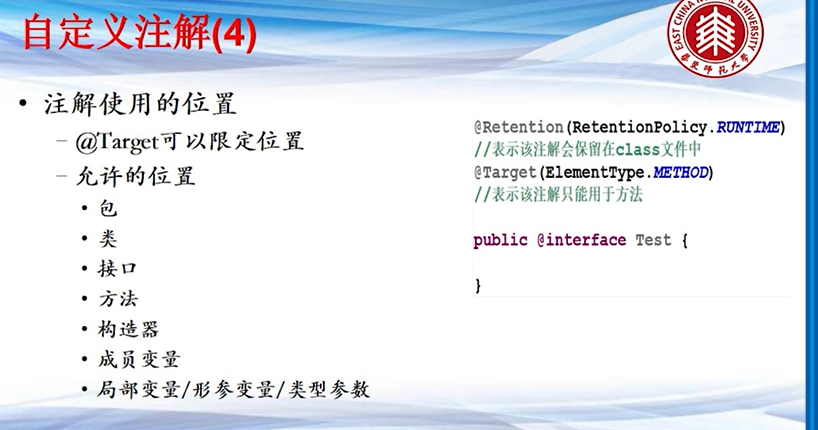 自定义注解(4)
EAST CHINA NORMAL UNIVERSITY
華東师范大學
• 注解使用的位置
– @Target可以限定位置
– 允许的位置
• 包
• 类
• 接口
• 方法
• 构造器
• 成员变量
• 局部变量/形参变量/类型参数
@Retention(RetentionPolicy.RUNTIME)
//表示该注解会保留在class文件中
@Target(ElementType.METHOD)
//表示该注解只能用于方法
public @interface Test {
}